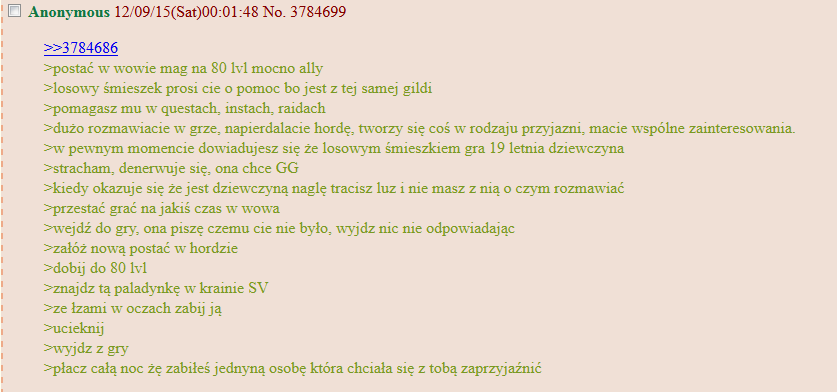 Anonymous 12/09/15(Sat)00:01:48 No. 3784699
>>3784686
>postać w wowie mag na 80 lvl mocno ally
>losowy śmieszek prosi cie o pomoc bo jest z tej samej gildi
>pomagasz mu w questach, instach, raidach
>dużo rozmawiacie w grze, napierdalacie hordę, tworzy się coś w rodzaju przyjazni, macie wspólne zainteresowania.
>w pewnym momencie dowiadujesz się że losowym śmieszkiem gra 19 letnia dziewczyna
>stracham, denerwuje się, ona chce GG
>kiedy okazuje się że jest dziewczyną naglę tracisz luz i nie masz z nią o czym rozmawiać
>przestać grać na jakiś czas w wowa
>wejdź do gry, ona piszę czemu cie nie było, wyjdz nic nie odpowiadając
>załóż nową postać w hordzie
>dobij do 80 lvl
>znajdz tą paladynkę w krainie SV
>ze łzami w oczach zabij ją
>ucieknij
>wyjdz z gry
>płacz całą noc żę zabiłeś jednyną osobę która chciała się z tobą zaprzyjaźnić